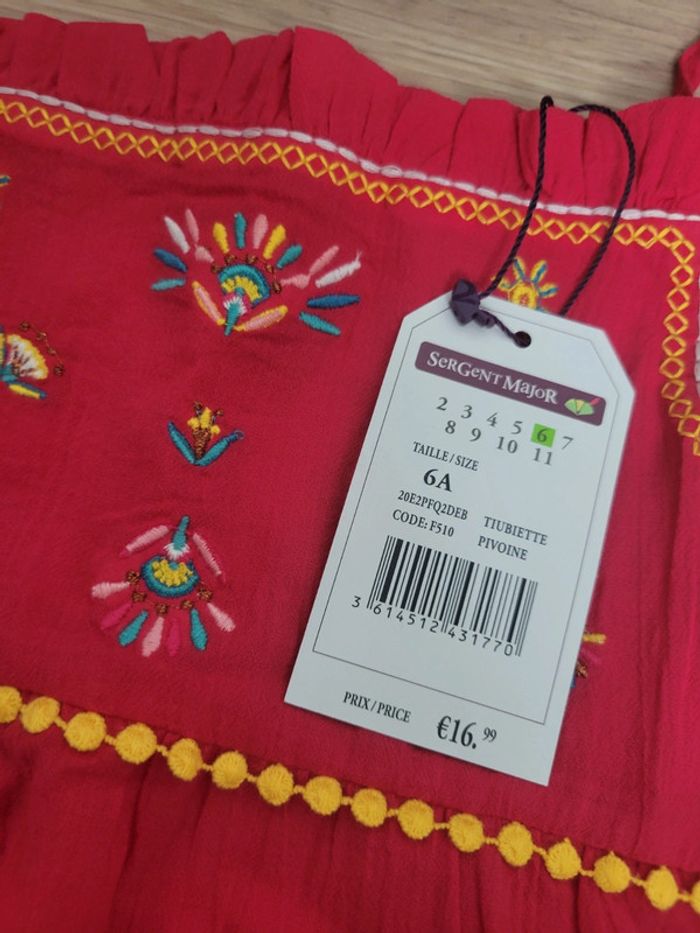 SerGent Major
2 3 4 5 6 7
8 9 10 11
TAILLE/SIZE
6A
20E2PFQ2DEB TIUBIETTE
CODE: F510 PIVOINE
3 614512 431770
PRIX/PRICE €16.99